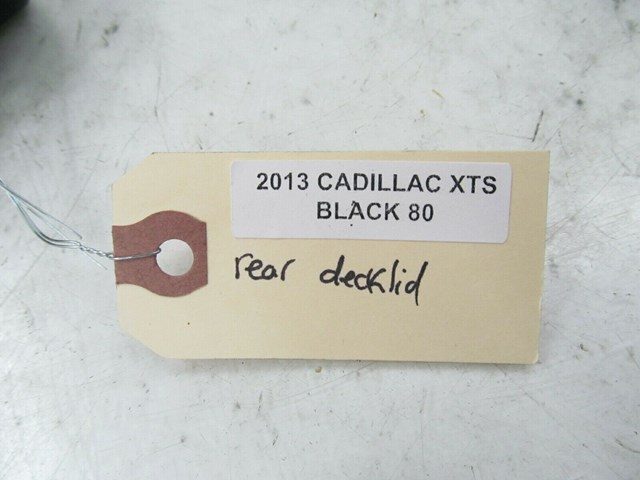 2013 CADILLAC XTS
BLACK 80
rear decklid